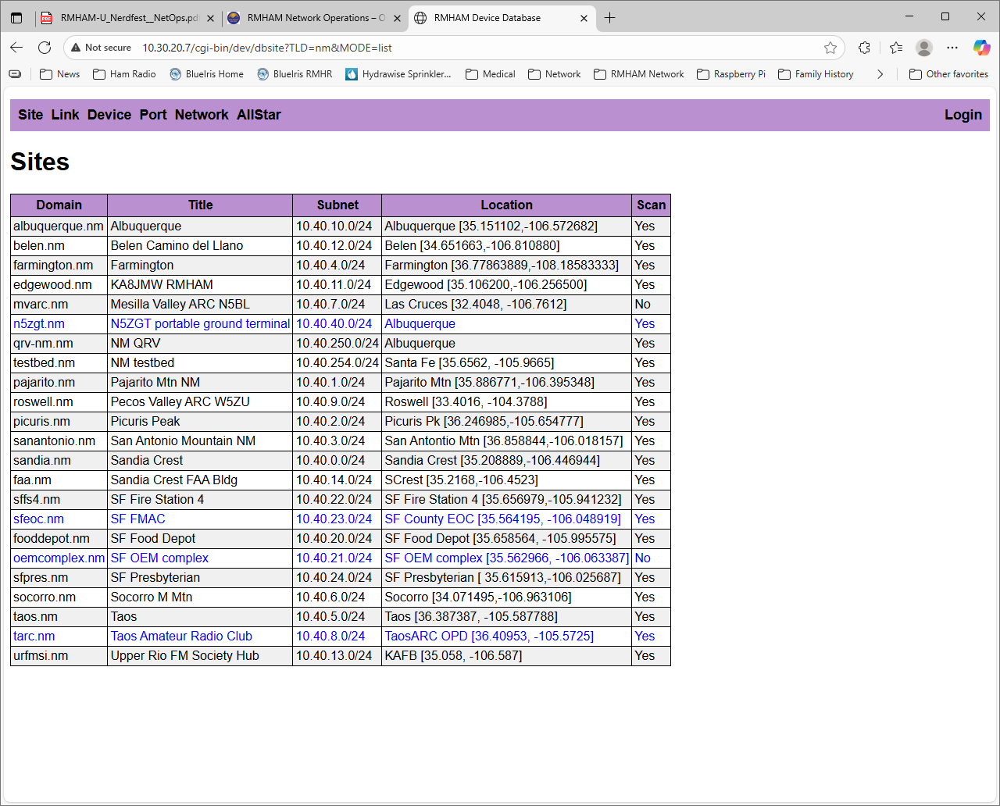 RMHAM-U_Nerdfest__NetOps.pd
RMHAM Network Operations – O
RMHAM Device Database
Not secure 10.30.20.7/cgi-bin/dev/dbsite?TLD=nm&MODE=list
News Ham Radio BlueIris Home BlueIris RMHR Hydrawise Sprinkler... Medical Network RMHAM Network Raspberry Pi Family History Other favorites
Site Link Device Port Network AllStar Login
Sites
Domain Title Subnet Location Scan
albuquerque.nm Albuquerque 10.40.10.0/24 Albuquerque [35.151102,-106.572682] Yes
belen.nm Belen Camino del Llano 10.40.12.0/24 Belen [34.651663,-106.810880] Yes
farmington.nm Farmington 10.40.4.0/24 Farmington [36.77863889,-108.18583333] Yes
edgewood.nm KA8JMW RMHAM 10.40.11.0/24 Edgewood [35.106200,-106.256500] Yes
mvarc.nm Mesilla Valley ARC N5BL 10.40.7.0/24 Las Cruces [32.4048, -106.7612] No
n5zgt.nm N5ZGT portable ground terminal 10.40.40.0/24 Albuquerque Yes
qrv-nm.nm NM QRV 10.40.250.0/24 Albuquerque Yes
testbed.nm NM testbed 10.40.254.0/24 Santa Fe [35.6562, -105.9665] Yes
pajarito.nm Pajarito Mtn NM 10.40.1.0/24 Pajarito Mtn [35.886771,-106.395348] Yes
roswell.nm Pecos Valley ARC W5ZU 10.40.9.0/24 Roswell [33.4016, -104.3788] Yes
picuris.nm Picuris Peak 10.40.2.0/24 Picuris Pk [36.246985,-105.654777] Yes
sanantonio.nm San Antonio Mountain NM 10.40.3.0/24 San Antontio Mtn [36.858844,-106.018157] Yes
sandia.nm Sandia Crest 10.40.0.0/24 Sandia Crest [35.208889,-106.446944] Yes
faa.nm Sandia Crest FAA Bldg 10.40.14.0/24 SCrest [35.2168,-106.4523] Yes
sffs4.nm SF Fire Station 4 10.40.22.0/24 SF Fire Station 4 [35.656979,-105.941232] Yes
sfeoc.nm SF FMAC 10.40.23.0/24 SF County EOC [35.564195, -106.048919] Yes
fooddepot.nm SF Food Depot 10.40.20.0/24 SF Food Depot [35.658564, -105.995575] Yes
oemcomplex.nm SF OEM complex 10.40.21.0/24 SF OEM complex [35.562966, -106.063387] No
sfpres.nm SF Presbyterian 10.40.24.0/24 SF Presbyterian [ 35.615913,-106.025687] Yes
socorro.nm Socorro M Mtn 10.40.6.0/24 Socorro [34.071495,-106.963106] Yes
taos.nm Taos 10.40.5.0/24 Taos [36.387387, -105.587788] Yes
tarc.nm Taos Amateur Radio Club 10.40.8.0/24 TaosARC OPD [36.40953, -105.5725] Yes
urfmsi.nm Upper Rio FM Society Hub 10.40.13.0/24 KAFB [35.058, -106.587] Yes